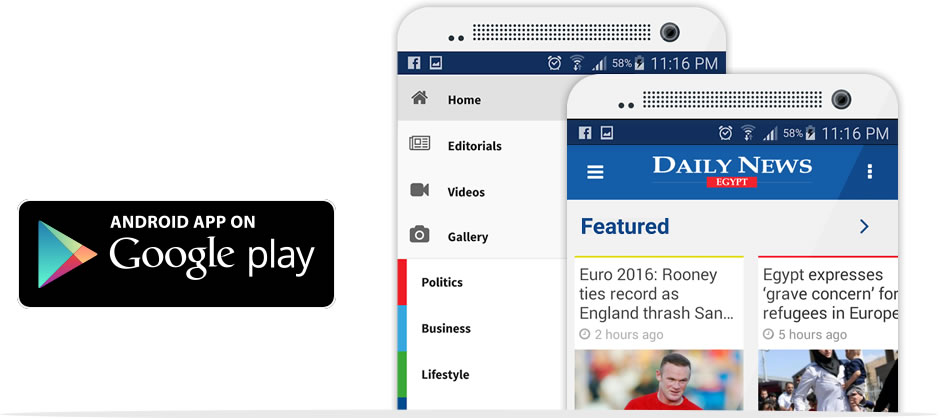 ANDROID APP ON
Google play
58% 11:16 PM
Home
Editorials
Videos
Gallery
Politics
Business
Lifestyle
58% 11:16 PM
DAILY NEWS
EGYPT
Featured
Euro 2016: Rooney
ties record as
England thrash San...
2 hours ago
Egypt expresses
‘grave concern’ for
refugees in Europe
5 hours ago